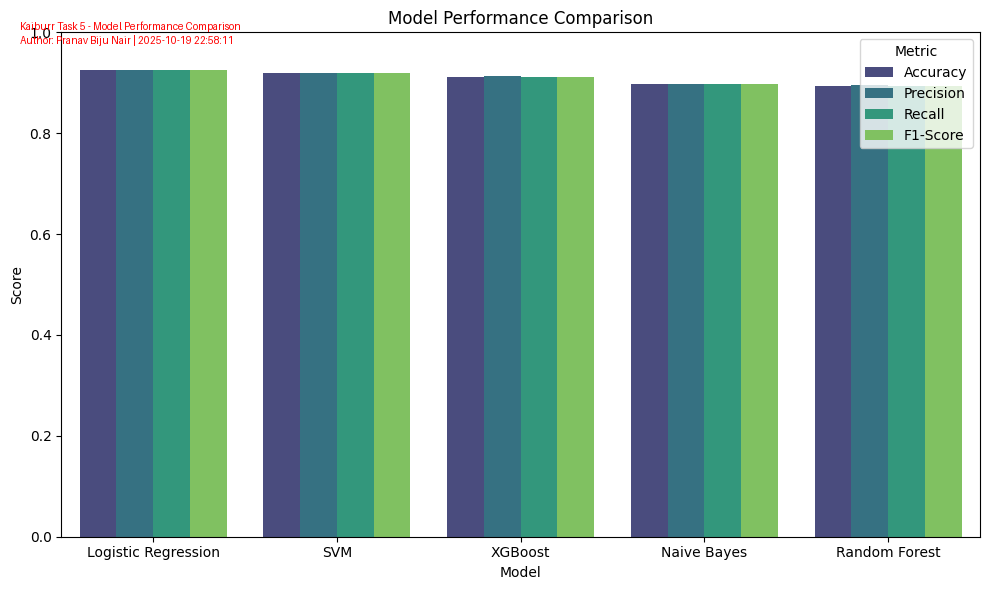 Kaiburr Task 5 - Model Performance Comparison
Author: Pranav Biju Nair | 2025-10-19 22:58:11
Model Performance Comparison
Metric
Accuracy
Precision
Recall
F1-Score
Score
1.0
0.8
0.6
0.4
0.2
0.0
Logistic Regression
SVM
XGBoost
Naive Bayes
Random Forest
Model